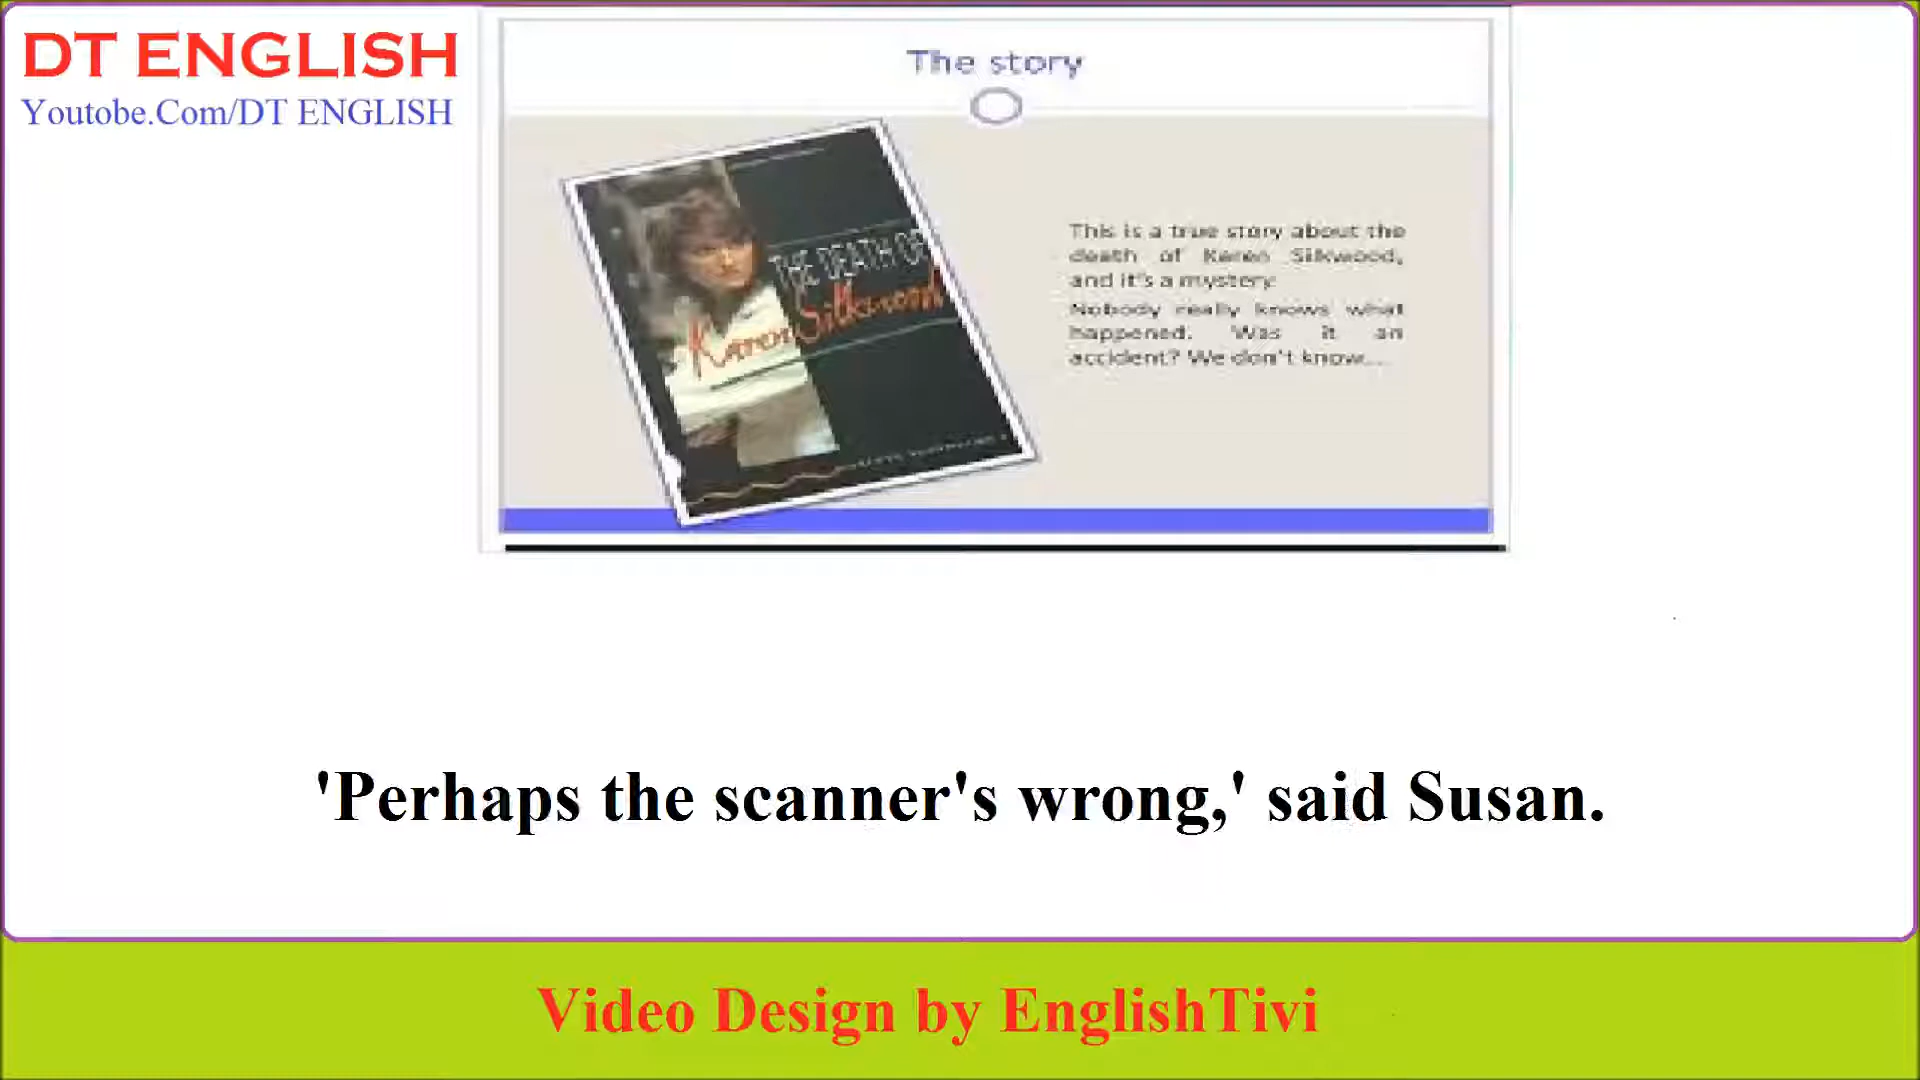 DT ENGLISH
Youtube.Com/DT ENGLISH
The story
THE DEATH OF
Karen Silkwood
This is a true story about the
death of Karen Silkwood,
and it's a mystery
Nobody really knows what
happened. Was it an
accident? We don't know...
'Perhaps the scanner's wrong,' said Susan.
Video Design by EnglishTivi